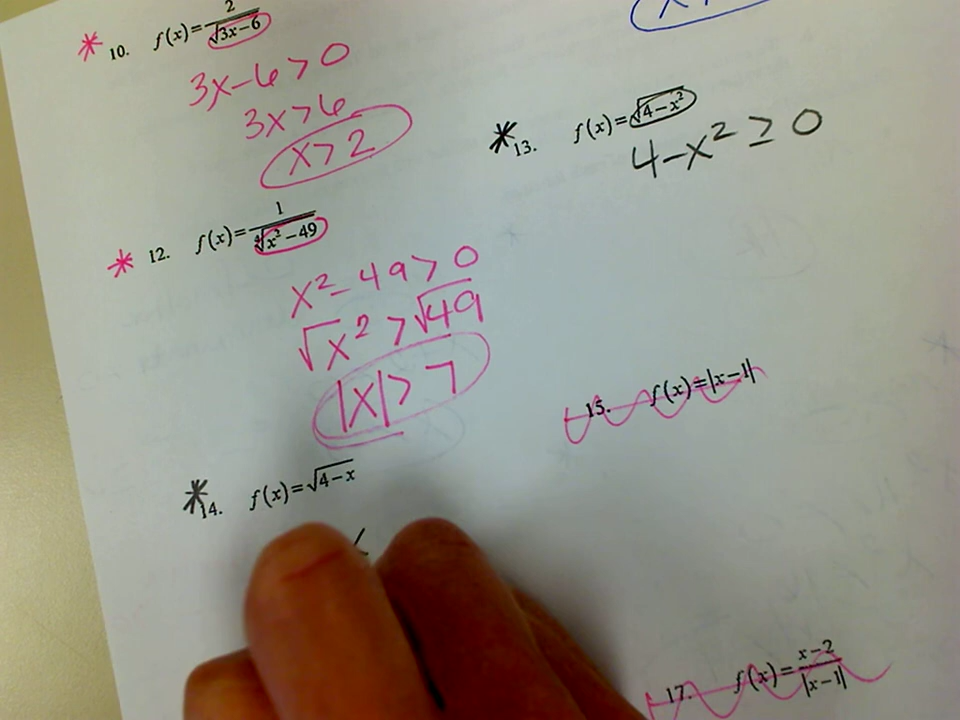 * 10. f(x) = 2/√(3x−6)
3x−6 > 0
3x > 6
x > 2
* 13. f(x) = √(4−x²)
4−x² ≥ 0
* 12. f(x) = 1/∜(x²−49)
x²−49 > 0
√x² > √49
|x| > 7
15. f(x) = |x−1|
* 14. f(x) = √(4−x)
17. f(x) = (x−2)/|x−1|